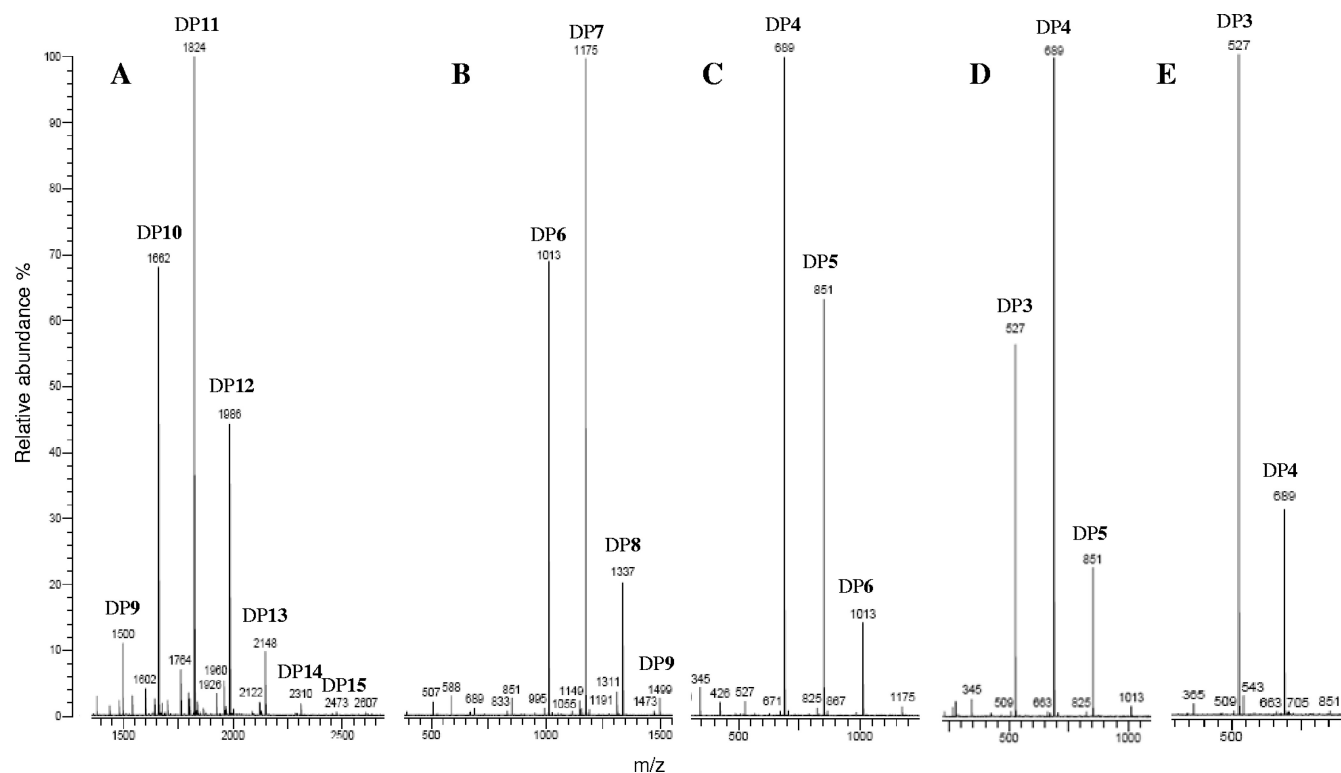 DP11
1824
DP7
1175
DP4
689
DP4
689
DP3
527
A
B
C
D
E
100
90
80
70
60
50
40
30
20
10
0
Relative abundance %
DP10
1662
DP6
1013
DP5
851
DP3
527
DP12
1986
DP4
689
DP8
1337
DP5
851
DP6
1013
DP9
1500
DP13
2148
DP14
2310
DP15
2473 2607
1602
1764
1926
1960
2122
DP9
1499
507
588
689
833
851
995
1056
1149
1191
1311
1473
345
426
527
671
825
867
1175
345
509
663
825
1013
365
509
543
663
705
851
1500 2000 2500
500 1000 1500
500 1000
500 1000
500
m/z